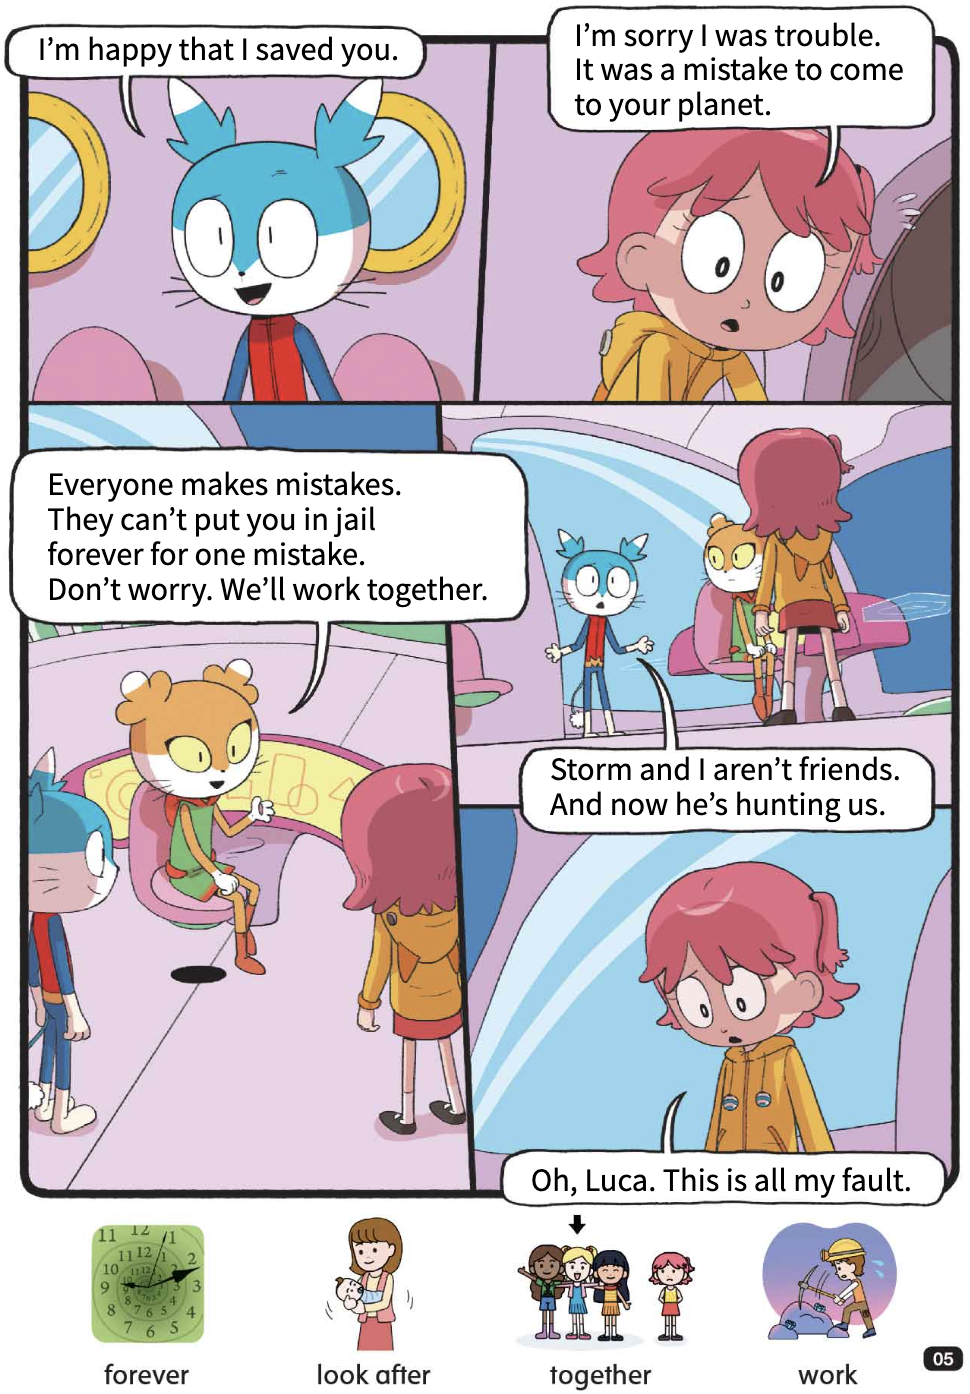 I'm happy that I saved you.
I'm sorry I was trouble.
It was a mistake to come
to your planet.
Everyone makes mistakes.
They can't put you in jail
forever for one mistake.
Don't worry. We'll work together.
Storm and I aren't friends.
And now he's hunting us.
Oh, Luca. This is all my fault.
forever
look after
together
work
05